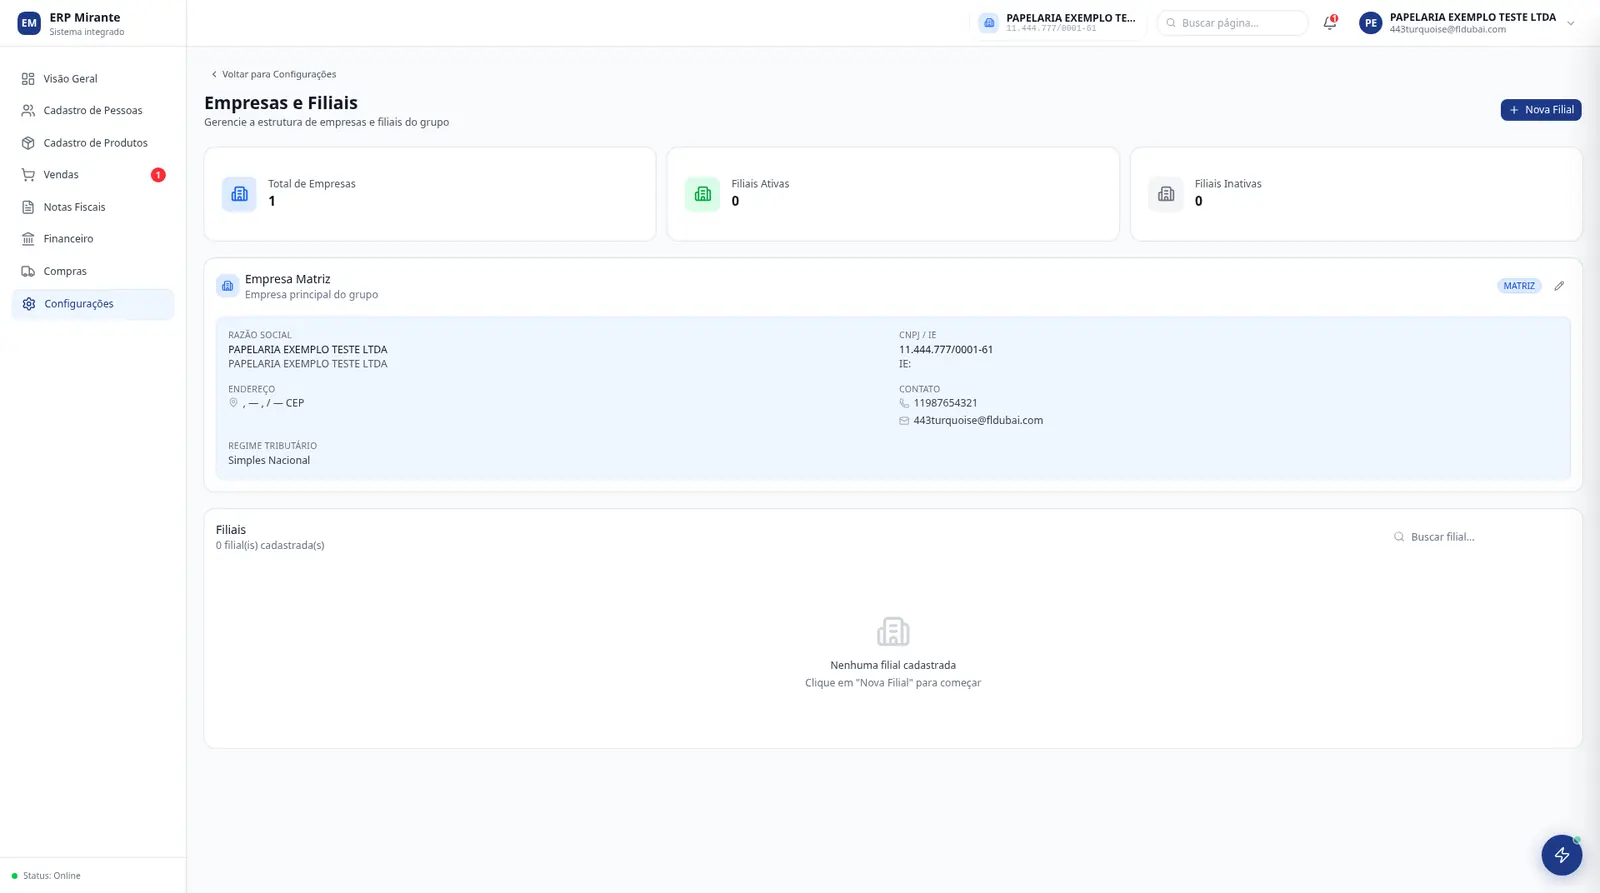 EM
ERP Mirante
Sistema integrado
PAPELARIA EXEMPLO TE...
11.444.777/0001-61
Buscar página...
1
PE
PAPELARIA EXEMPLO TESTE LTDA
443turquoise@fldubai.com
Visão Geral
Cadastro de Pessoas
Cadastro de Produtos
Vendas
1
Notas Fiscais
Financeiro
Compras
Configurações
Status: Online
Voltar para Configurações
Empresas e Filiais
Gerencie a estrutura de empresas e filiais do grupo
+ Nova Filial
Total de Empresas
1
Filiais Ativas
0
Filiais Inativas
0
Empresa Matriz
Empresa principal do grupo
MATRIZ
RAZÃO SOCIAL
PAPELARIA EXEMPLO TESTE LTDA
PAPELARIA EXEMPLO TESTE LTDA
CNPJ / IE
11.444.777/0001-61
IE:
ENDEREÇO
, — , / — CEP
CONTATO
11987654321
443turquoise@fldubai.com
REGIME TRIBUTÁRIO
Simples Nacional
Filiais
0 filial(is) cadastrada(s)
Buscar filial...
Nenhuma filial cadastrada
Clique em "Nova Filial" para começar